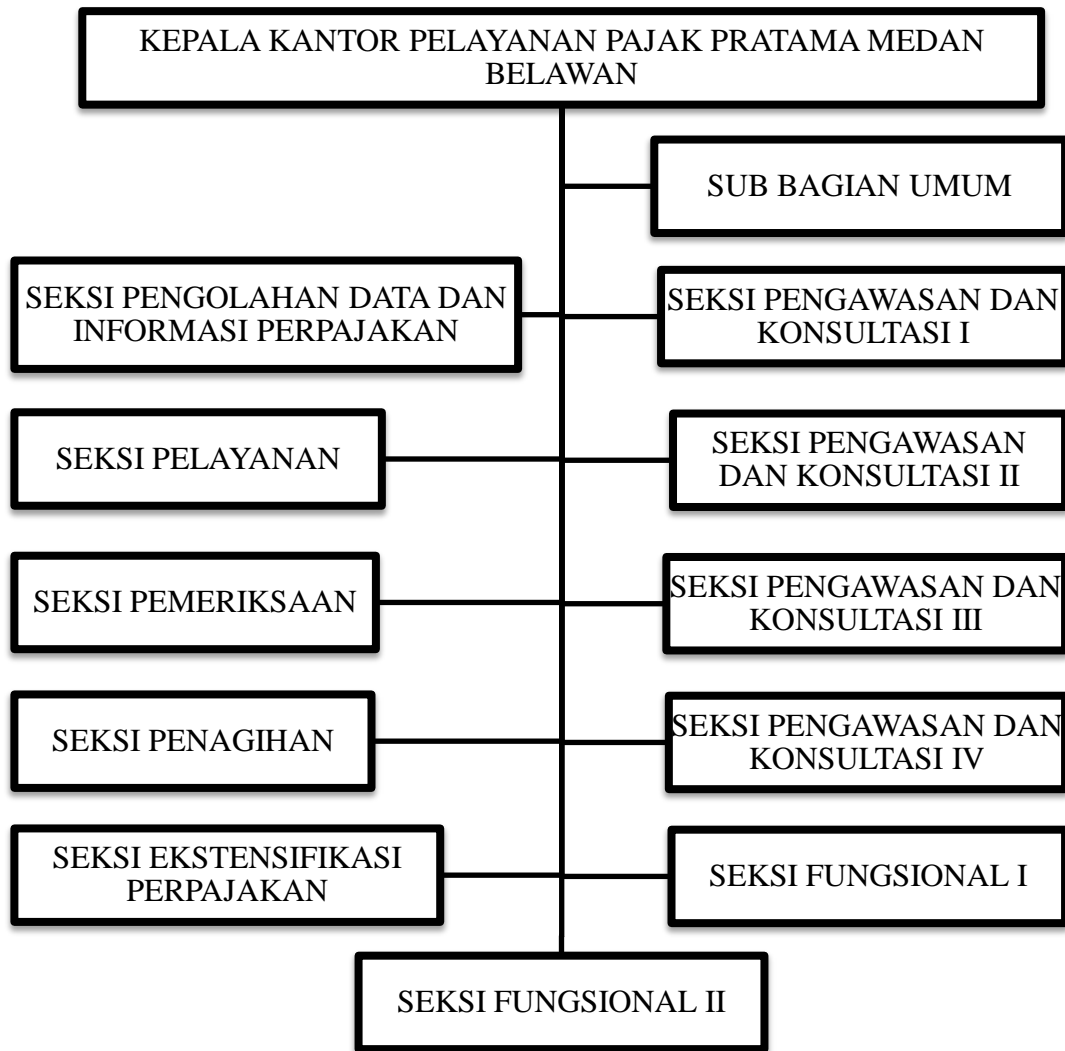 KEPALA KANTOR PELAYANAN PAJAK PRATAMA MEDAN
BELAWAN
SUB BAGIAN UMUM
SEKSI PENGOLAHAN DATA DAN
INFORMASI PERPAJAKAN
SEKSI PENGAWASAN DAN
KONSULTASI I
SEKSI PELAYANAN
SEKSI PENGAWASAN
DAN KONSULTASI II
SEKSI PEMERIKSAAN
SEKSI PENGAWASAN DAN
KONSULTASI III
SEKSI PENAGIHAN
SEKSI PENGAWASAN DAN
KONSULTASI IV
SEKSI EKSTENSIFIKASI
PERPAJAKAN
SEKSI FUNGSIONAL I
SEKSI FUNGSIONAL II